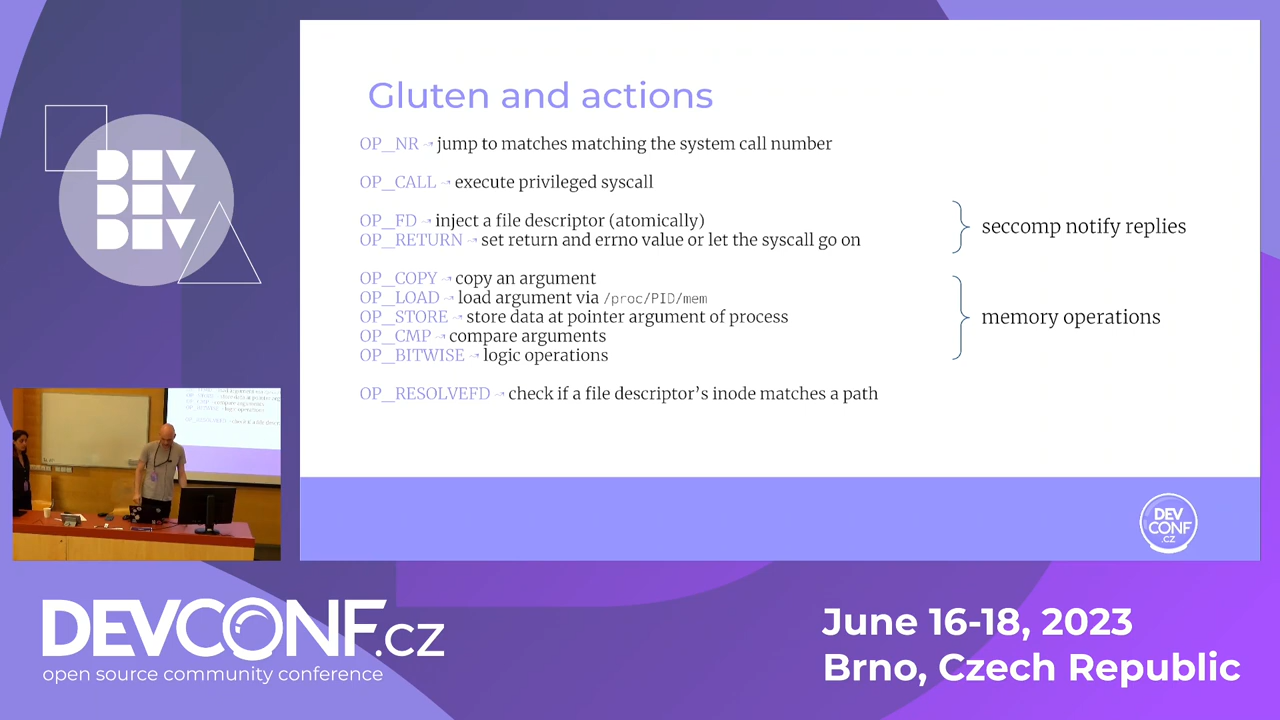 Gluten and actions
OP_NR → jump to matches matching the system call number
OP_CALL → execute privileged syscall
OP_FD → inject a file descriptor (atomically)
OP_RETURN → set return and errno value or let the syscall go on
seccomp notify replies
OP_COPY → copy an argument
OP_LOAD → load argument via /proc/PID/mem
OP_STORE → store data at pointer argument of process
OP_CMP → compare arguments
OP_BITWISE → logic operations
memory operations
OP_RESOLVEFD → check if a file descriptor's inode matches a path
DEV
CONF
.CZ
DEV
DEV
DEV
DEVCONF.cz
open source community conference
June 16-18, 2023
Brno, Czech Republic